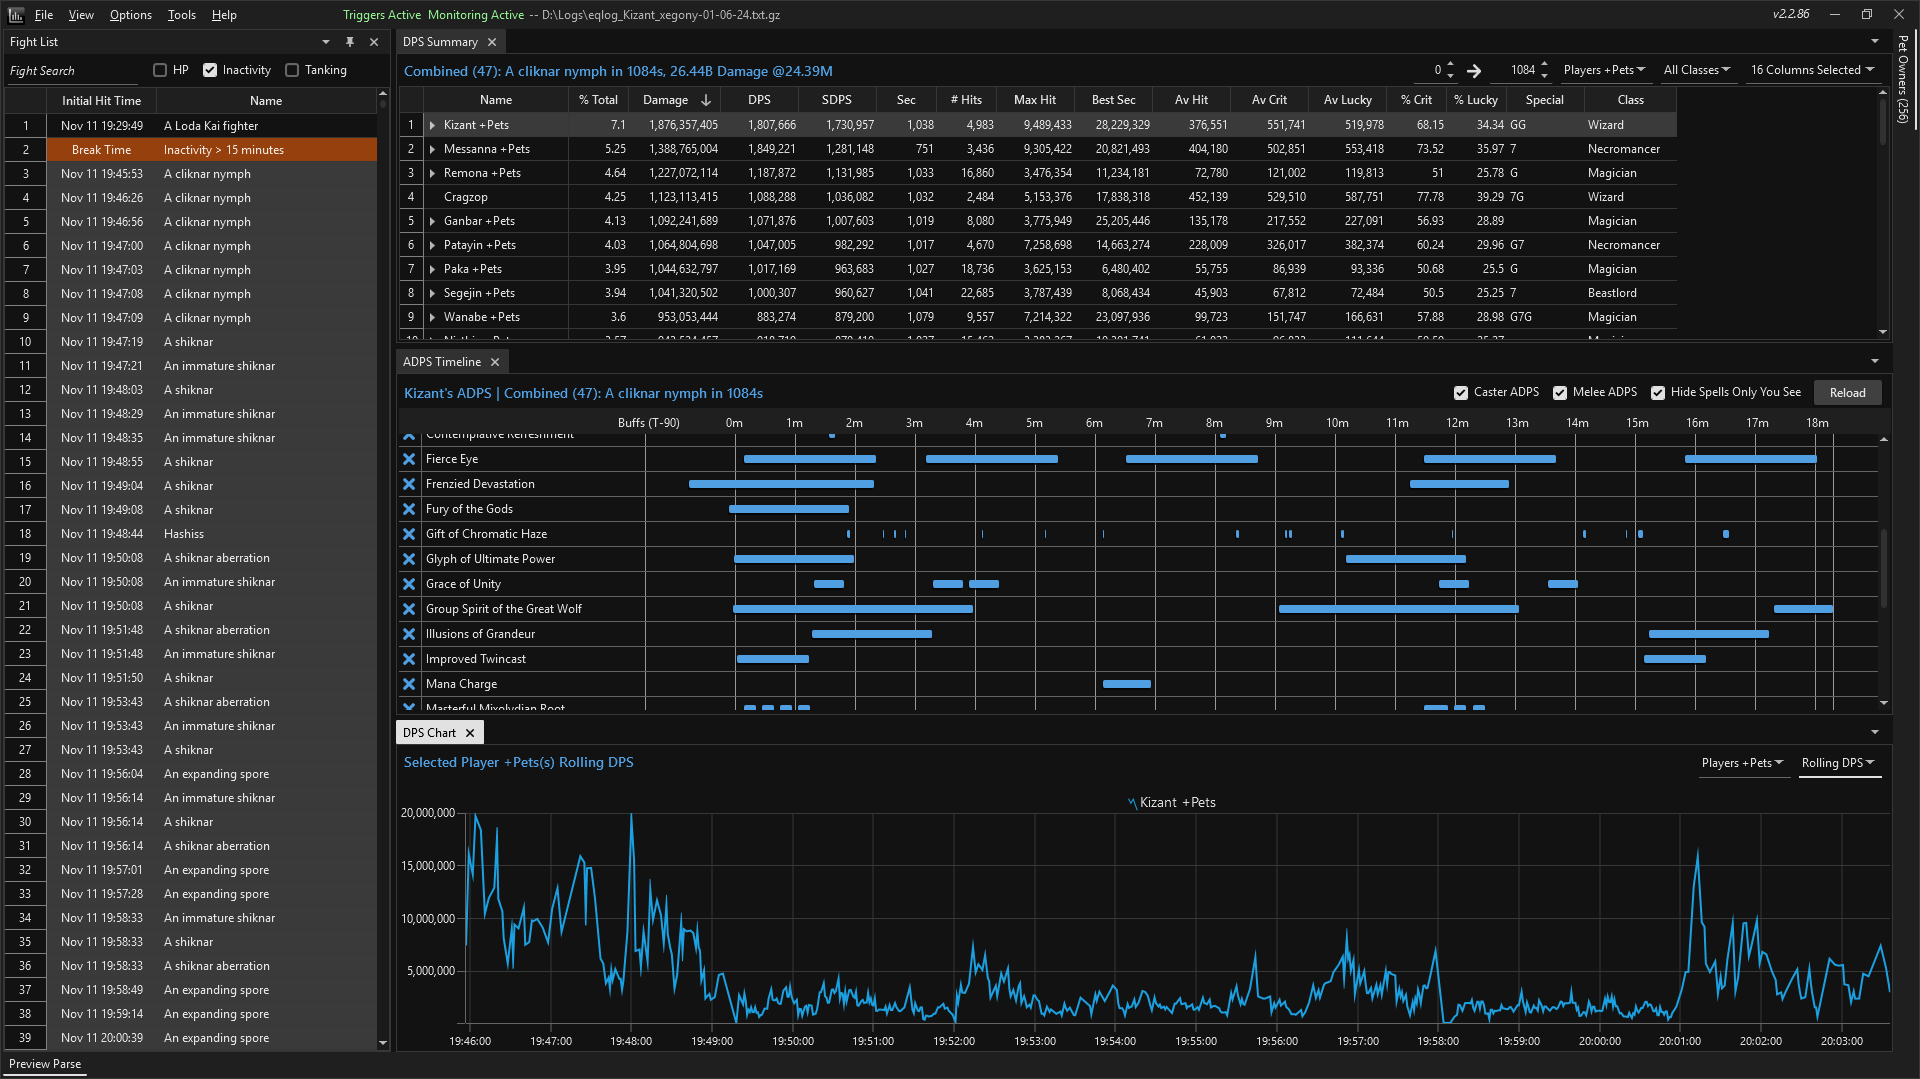 File View Options Tools Help Triggers Active Monitoring Active -- D:\Logs\eqlog_Kizant_xegony-01-06-24.txt.gz v2.2.86
Fight List
Fight Search HP Inactivity Tanking
Initial Hit Time Name
1 Nov 11 19:29:49 A Loda Kai fighter
2 Break Time Inactivity > 15 minutes
3 Nov 11 19:45:53 A cliknar nymph
4 Nov 11 19:46:26 A cliknar nymph
5 Nov 11 19:46:56 A cliknar nymph
6 Nov 11 19:47:00 A cliknar nymph
7 Nov 11 19:47:03 A cliknar nymph
8 Nov 11 19:47:08 A cliknar nymph
9 Nov 11 19:47:09 A cliknar nymph
10 Nov 11 19:47:19 A shiknar
11 Nov 11 19:47:21 An immature shiknar
12 Nov 11 19:48:03 A shiknar
13 Nov 11 19:48:29 An immature shiknar
14 Nov 11 19:48:35 An immature shiknar
15 Nov 11 19:48:55 A shiknar
16 Nov 11 19:49:04 A shiknar
17 Nov 11 19:49:08 A shiknar
18 Nov 11 19:48:44 Hashiss
19 Nov 11 19:50:08 A shiknar aberration
20 Nov 11 19:50:08 An immature shiknar
21 Nov 11 19:50:08 A shiknar
22 Nov 11 19:51:48 A shiknar aberration
23 Nov 11 19:51:48 An immature shiknar
24 Nov 11 19:51:50 A shiknar
25 Nov 11 19:53:43 A shiknar aberration
26 Nov 11 19:53:43 An immature shiknar
27 Nov 11 19:53:43 A shiknar
28 Nov 11 19:56:04 An expanding spore
29 Nov 11 19:56:14 An immature shiknar
30 Nov 11 19:56:14 A shiknar
31 Nov 11 19:56:14 A shiknar aberration
32 Nov 11 19:57:01 An expanding spore
33 Nov 11 19:57:28 An expanding spore
34 Nov 11 19:58:33 An immature shiknar
35 Nov 11 19:58:33 A shiknar
36 Nov 11 19:58:33 A shiknar aberration
37 Nov 11 19:58:49 An expanding spore
38 Nov 11 19:59:14 An expanding spore
39 Nov 11 20:00:39 An expanding spore
Preview Parse
DPS Summary
Combined (47): A cliknar nymph in 1084s, 26.44B Damage @24.39M 0 1084 Players +Pets All Classes 16 Columns Selected
Name % Total Damage DPS SDPS Sec # Hits Max Hit Best Sec Av Hit Av Crit Av Lucky % Crit % Lucky Special Class
1 Kizant +Pets 7.1 1,876,357,405 1,807,666 1,730,957 1,038 4,983 9,489,433 28,229,329 376,551 551,741 519,978 68.15 34.34 GG Wizard
2 Messanna +Pets 5.25 1,388,765,004 1,849,221 1,281,148 751 3,436 9,305,422 20,821,493 404,180 502,851 553,418 73.52 35.97 7 Necromancer
3 Remona +Pets 4.64 1,227,072,114 1,187,872 1,131,985 1,033 16,860 3,476,354 11,234,181 72,780 121,002 119,813 51 25.78 G Magician
4 Cragzop 4.25 1,123,113,415 1,088,288 1,036,082 1,032 2,484 5,153,376 17,838,318 452,139 529,510 587,751 77.78 39.29 7G Wizard
5 Ganbar +Pets 4.13 1,092,241,689 1,071,876 1,007,603 1,019 8,080 3,775,949 25,205,446 135,178 217,552 227,091 56.93 28.89 Magician
6 Patayin +Pets 4.03 1,064,804,698 1,047,005 982,292 1,017 4,670 7,258,698 14,663,274 228,009 326,017 382,374 60.24 29.96 G7 Necromancer
7 Paka +Pets 3.95 1,044,632,797 1,017,169 963,683 1,027 18,736 3,625,153 6,480,402 55,755 86,939 93,336 50.68 25.5 G Magician
8 Segejin +Pets 3.94 1,041,320,502 1,000,307 960,627 1,041 22,685 3,787,439 8,068,434 45,903 67,812 72,484 50.5 25.25 7 Beastlord
9 Wanabe +Pets 3.6 953,053,444 883,274 879,200 1,079 9,557 7,214,322 23,097,936 99,723 151,747 166,631 57.88 28.98 G7G Magician
Pet Owners (256)
ADPS Timeline
Kizant's ADPS | Combined (47): A cliknar nymph in 1084s Caster ADPS Melee ADPS Hide Spells Only You See Reload
Buffs (T-90) 0m 1m 2m 3m 4m 5m 6m 7m 8m 9m 10m 11m 12m 13m 14m 15m 16m 17m 18m
Contemplative Refreshment
Fierce Eye
Frenzied Devastation
Fury of the Gods
Gift of Chromatic Haze
Glyph of Ultimate Power
Grace of Unity
Group Spirit of the Great Wolf
Illusions of Grandeur
Improved Twincast
Mana Charge
Masterful Mixolydian Root
DPS Chart
Selected Player +Pets(s) Rolling DPS Players +Pets Rolling DPS
Kizant +Pets
20,000,000
15,000,000
10,000,000
5,000,000
19:46:00 19:47:00 19:48:00 19:49:00 19:50:00 19:51:00 19:52:00 19:53:00 19:54:00 19:55:00 19:56:00 19:57:00 19:58:00 19:59:00 20:00:00 20:01:00 20:02:00 20:03:00